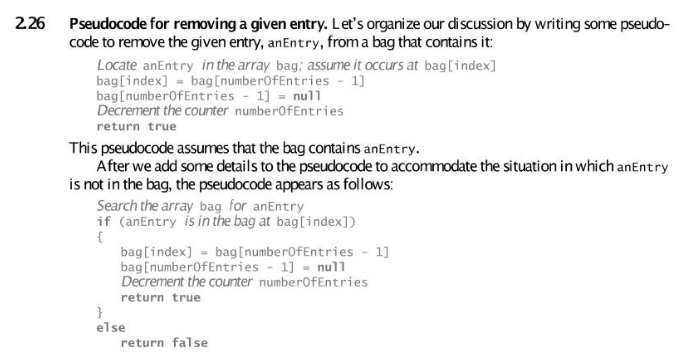 2.26 Pseudocode for removing a given entry. Let's organize our discussion by writing some pseudo-
code to remove the given entry, anEntry, from a bag that contains it:
Locate anEntry in the array bag; assume it occurs at bag[index]
bag[index] = bag[numberOfEntries - 1]
bag[numberOfEntries - 1] = null
Decrement the counter numberOfEntries
return true
This pseudocode assumes that the bag contains anEntry.
After we add some details to the pseudocode to accommodate the situation in which anEntry
is not in the bag, the pseudocode appears as follows:
Search the array bag for anEntry
if (anEntry is in the bag at bag[index])
{
bag[index] = bag[numberOfEntries - 1]
bag[numberOfEntries - 1] = null
Decrement the counter numberOfEntries
return true
}
else
return false